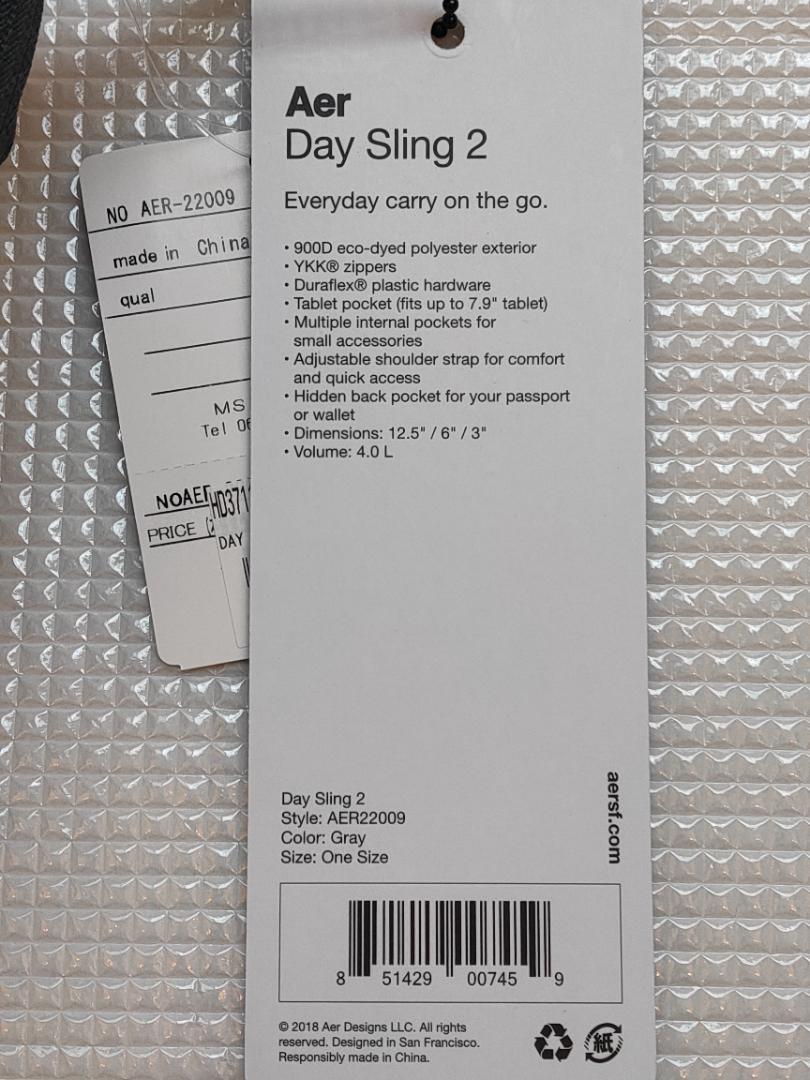 Aer
Day Sling 2
Everyday carry on the go.
• 900D eco-dyed polyester exterior
• YKK® zippers
• Duraflex® plastic hardware
• Tablet pocket (fits up to 7.9" tablet)
• Multiple internal pockets for
small accessories
• Adjustable shoulder strap for comfort
and quick access
• Hidden back pocket for your passport
or wallet
• Dimensions: 12.5" / 6" / 3"
• Volume: 4.0 L
Day Sling 2
Style: AER22009
Color: Gray
Size: One Size
aersf.com
8 51429 00745 9
© 2018 Aer Designs LLC. All rights
reserved. Designed in San Francisco.
Responsibly made in China.
紙
NO AER-22009
made in China
qual
MS
Tel 06
NOAER
HD371
PRICE
DAY